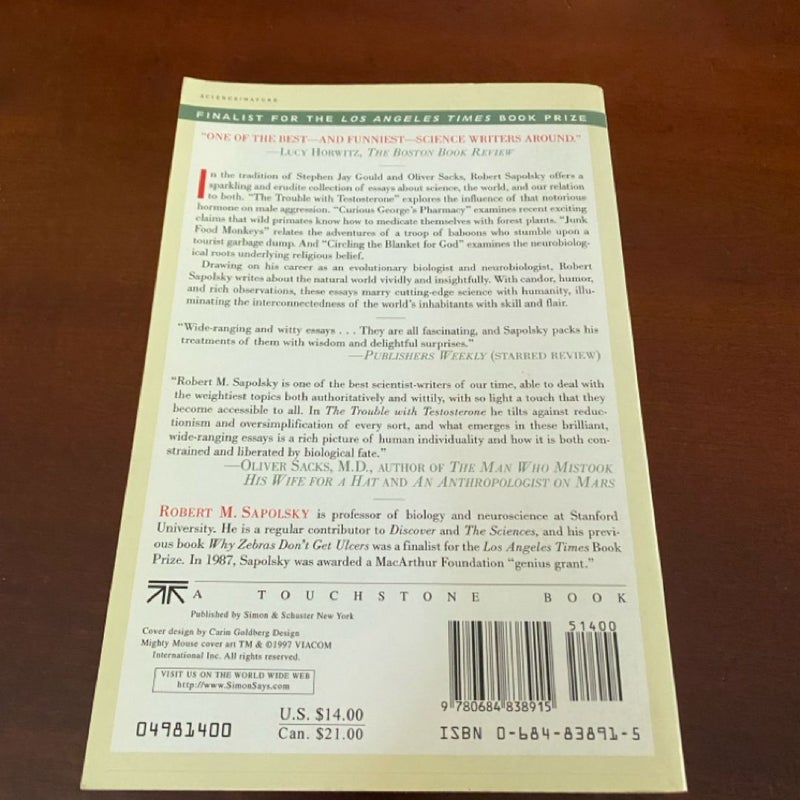 SCIENCE/NATURE
FINALIST FOR THE LOS ANGELES TIMES BOOK PRIZE
"ONE OF THE BEST—AND FUNNIEST—SCIENCE WRITERS AROUND."
—LUCY HORWITZ, THE BOSTON BOOK REVIEW
In the tradition of Stephen Jay Gould and Oliver Sacks, Robert Sapolsky offers a
sparkling and erudite collection of essays about science, the world, and our relation
to both. "The Trouble with Testosterone" explores the influence of that notorious
hormone on male aggression. "Curious George's Pharmacy" examines recent exciting
claims that wild primates know how to medicate themselves with forest plants. "Junk
Food Monkeys" relates the adventures of a troop of baboons who stumble upon a
tourist garbage dump. And "Circling the Blanket for God" examines the neurobiolog-
ical roots underlying religious belief.
Drawing on his career as an evolutionary biologist and neurobiologist, Robert
Sapolsky writes about the natural world vividly and insightfully. With candor, humor,
and rich observations, these essays marry cutting-edge science with humanity, illu-
minating the interconnectedness of the world's inhabitants with skill and flair.
"Wide-ranging and witty essays . . . They are all fascinating, and Sapolsky packs his
treatments of them with wisdom and delightful surprises."
—PUBLISHERS WEEKLY (STARRED REVIEW)
"Robert M. Sapolsky is one of the best scientist-writers of our time, able to deal with
the weightiest topics both authoritatively and wittily, with so light a touch that they
become accessible to all. In The Trouble with Testosterone he tilts against reduc-
tionism and oversimplification of every sort, and what emerges in these brilliant,
wide-ranging essays is a rich picture of human individuality and how it is both con-
strained and liberated by biological fate."
—OLIVER SACKS, M.D., AUTHOR OF THE MAN WHO MISTOOK
HIS WIFE FOR A HAT AND AN ANTHROPOLOGIST ON MARS
ROBERT M. SAPOLSKY is professor of biology and neuroscience at Stanford
University. He is a regular contributor to Discover and The Sciences, and his previ-
ous book Why Zebras Don't Get Ulcers was a finalist for the Los Angeles Times Book
Prize. In 1987, Sapolsky was awarded a MacArthur Foundation "genius grant."
A TOUCHSTONE BOOK
Published by Simon & Schuster New York
Cover design by Carin Goldberg Design
Mighty Mouse cover art TM & ©1997 VIACOM
International Inc. All rights reserved.
VISIT US ON THE WORLD WIDE WEB
http://www.SimonSays.com
04981400
U.S. $14.00
Can. $21.00
51400
9 780684 838915
ISBN 0-684-83891-5